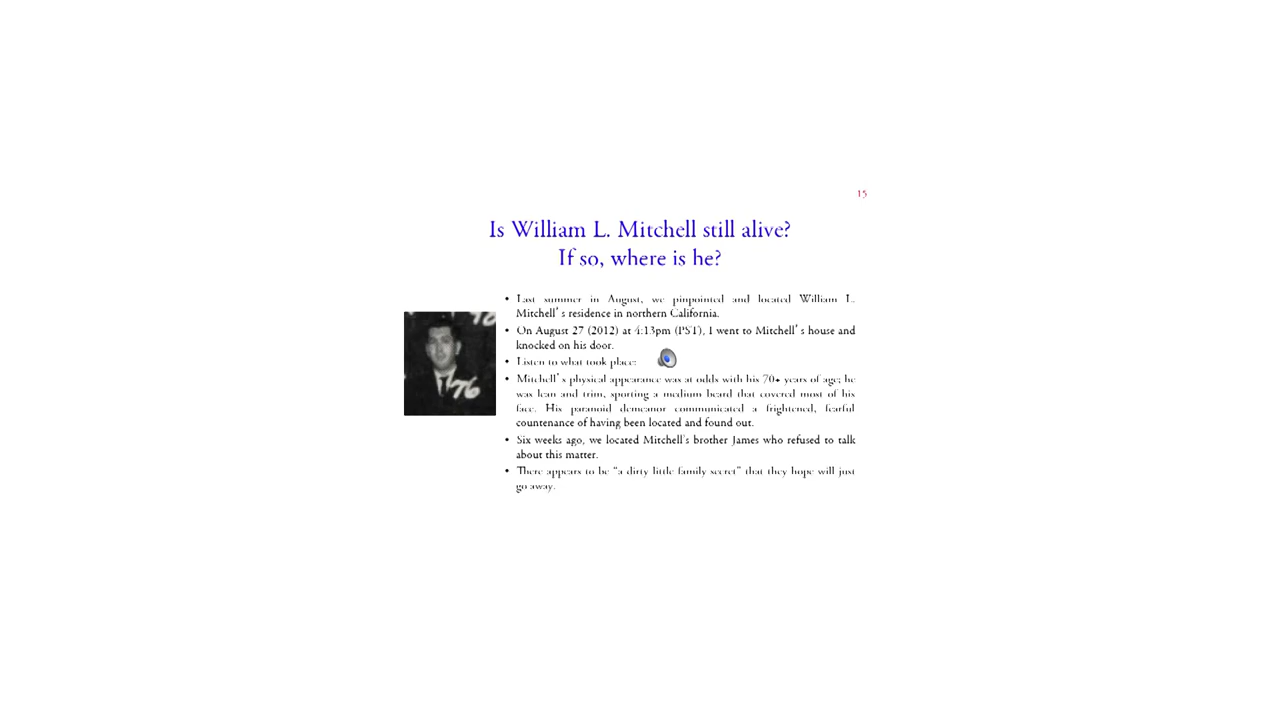 15
Is William L. Mitchell still alive?
If so, where is he?
• Last summer in August, we pinpointed and located William L.
Mitchell's residence in northern California.
• On August 27 (2012) at 4:13pm (PST), I went to Mitchell's house and
knocked on his door.
• Listen to what took place:
• Mitchell's physical appearance was at odds with his 70+ years of age; he
was lean and trim, sporting a medium beard that covered most of his
face. His paranoid demeanor communicated a frightened, fearful
countenance of having been located and found out.
• Six weeks ago, we located Mitchell's brother James who refused to talk
about this matter.
• There appears to be "a dirty little family secret" that they hope will just
go away.
76